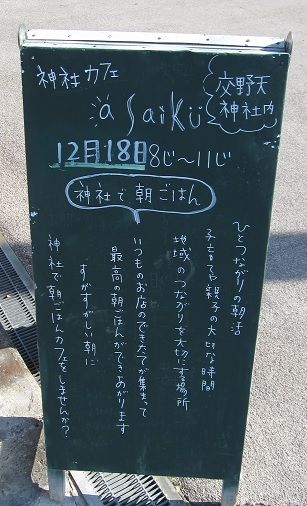 神社カフェ
交野天
神社内
asaikü
12月18日8じ～11じ
神社で朝ごはん
ひとつながりの朝活
子育て親子の大切な時間
地域のつながりを大切にする場所
いつものお店のできたてが集まって
最高の朝ごはんができあがります
すがすがしい朝に
神社で朝ごはんカフェをしませんか?